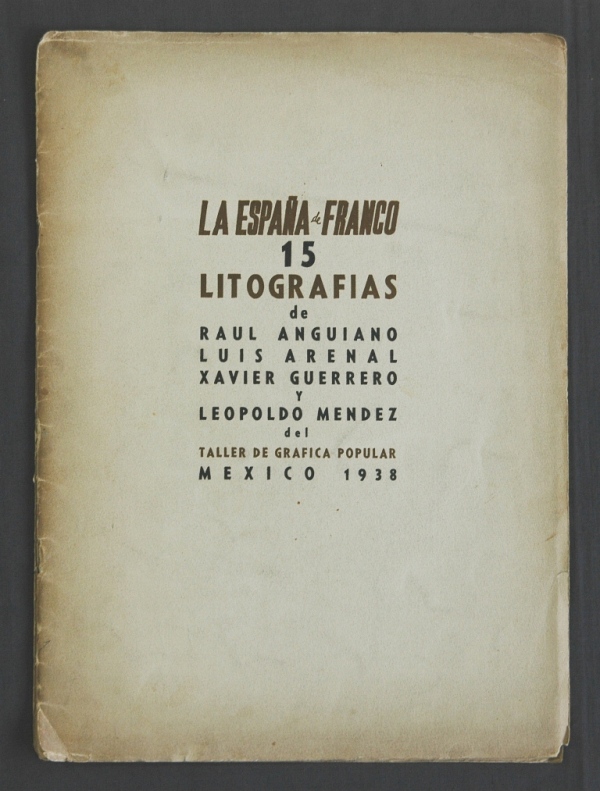 LA ESPAÑA de FRANCO
15
LITOGRAFIAS
de
RAUL ANGUIANO
LUIS ARENAL
XAVIER GUERRERO
Y
LEOPOLDO MENDEZ
del
TALLER DE GRAFICA POPULAR
MEXICO 1938